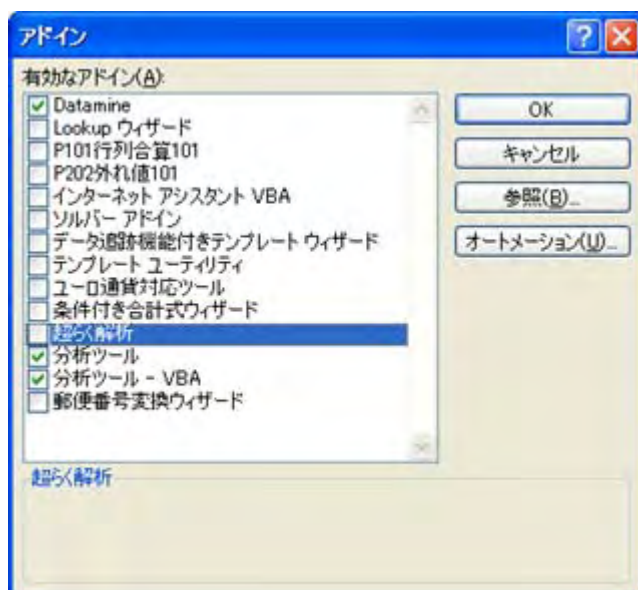 アドイン
有効なアドイン(A):
Datamine
Lookup ウィザード
P101行列合算101
P202外れ値101
インターネット アシスタント VBA
ソルバー アドイン
データ追跡機能付きテンプレート ウィザード
テンプレート ユーティリティ
ユーロ通貨対応ツール
条件付き合計式ウィザード
超らく解析
分析ツール
分析ツール - VBA
郵便番号変換ウィザード
OK
キャンセル
参照(B)...
オートメーション(U)...
超らく解析